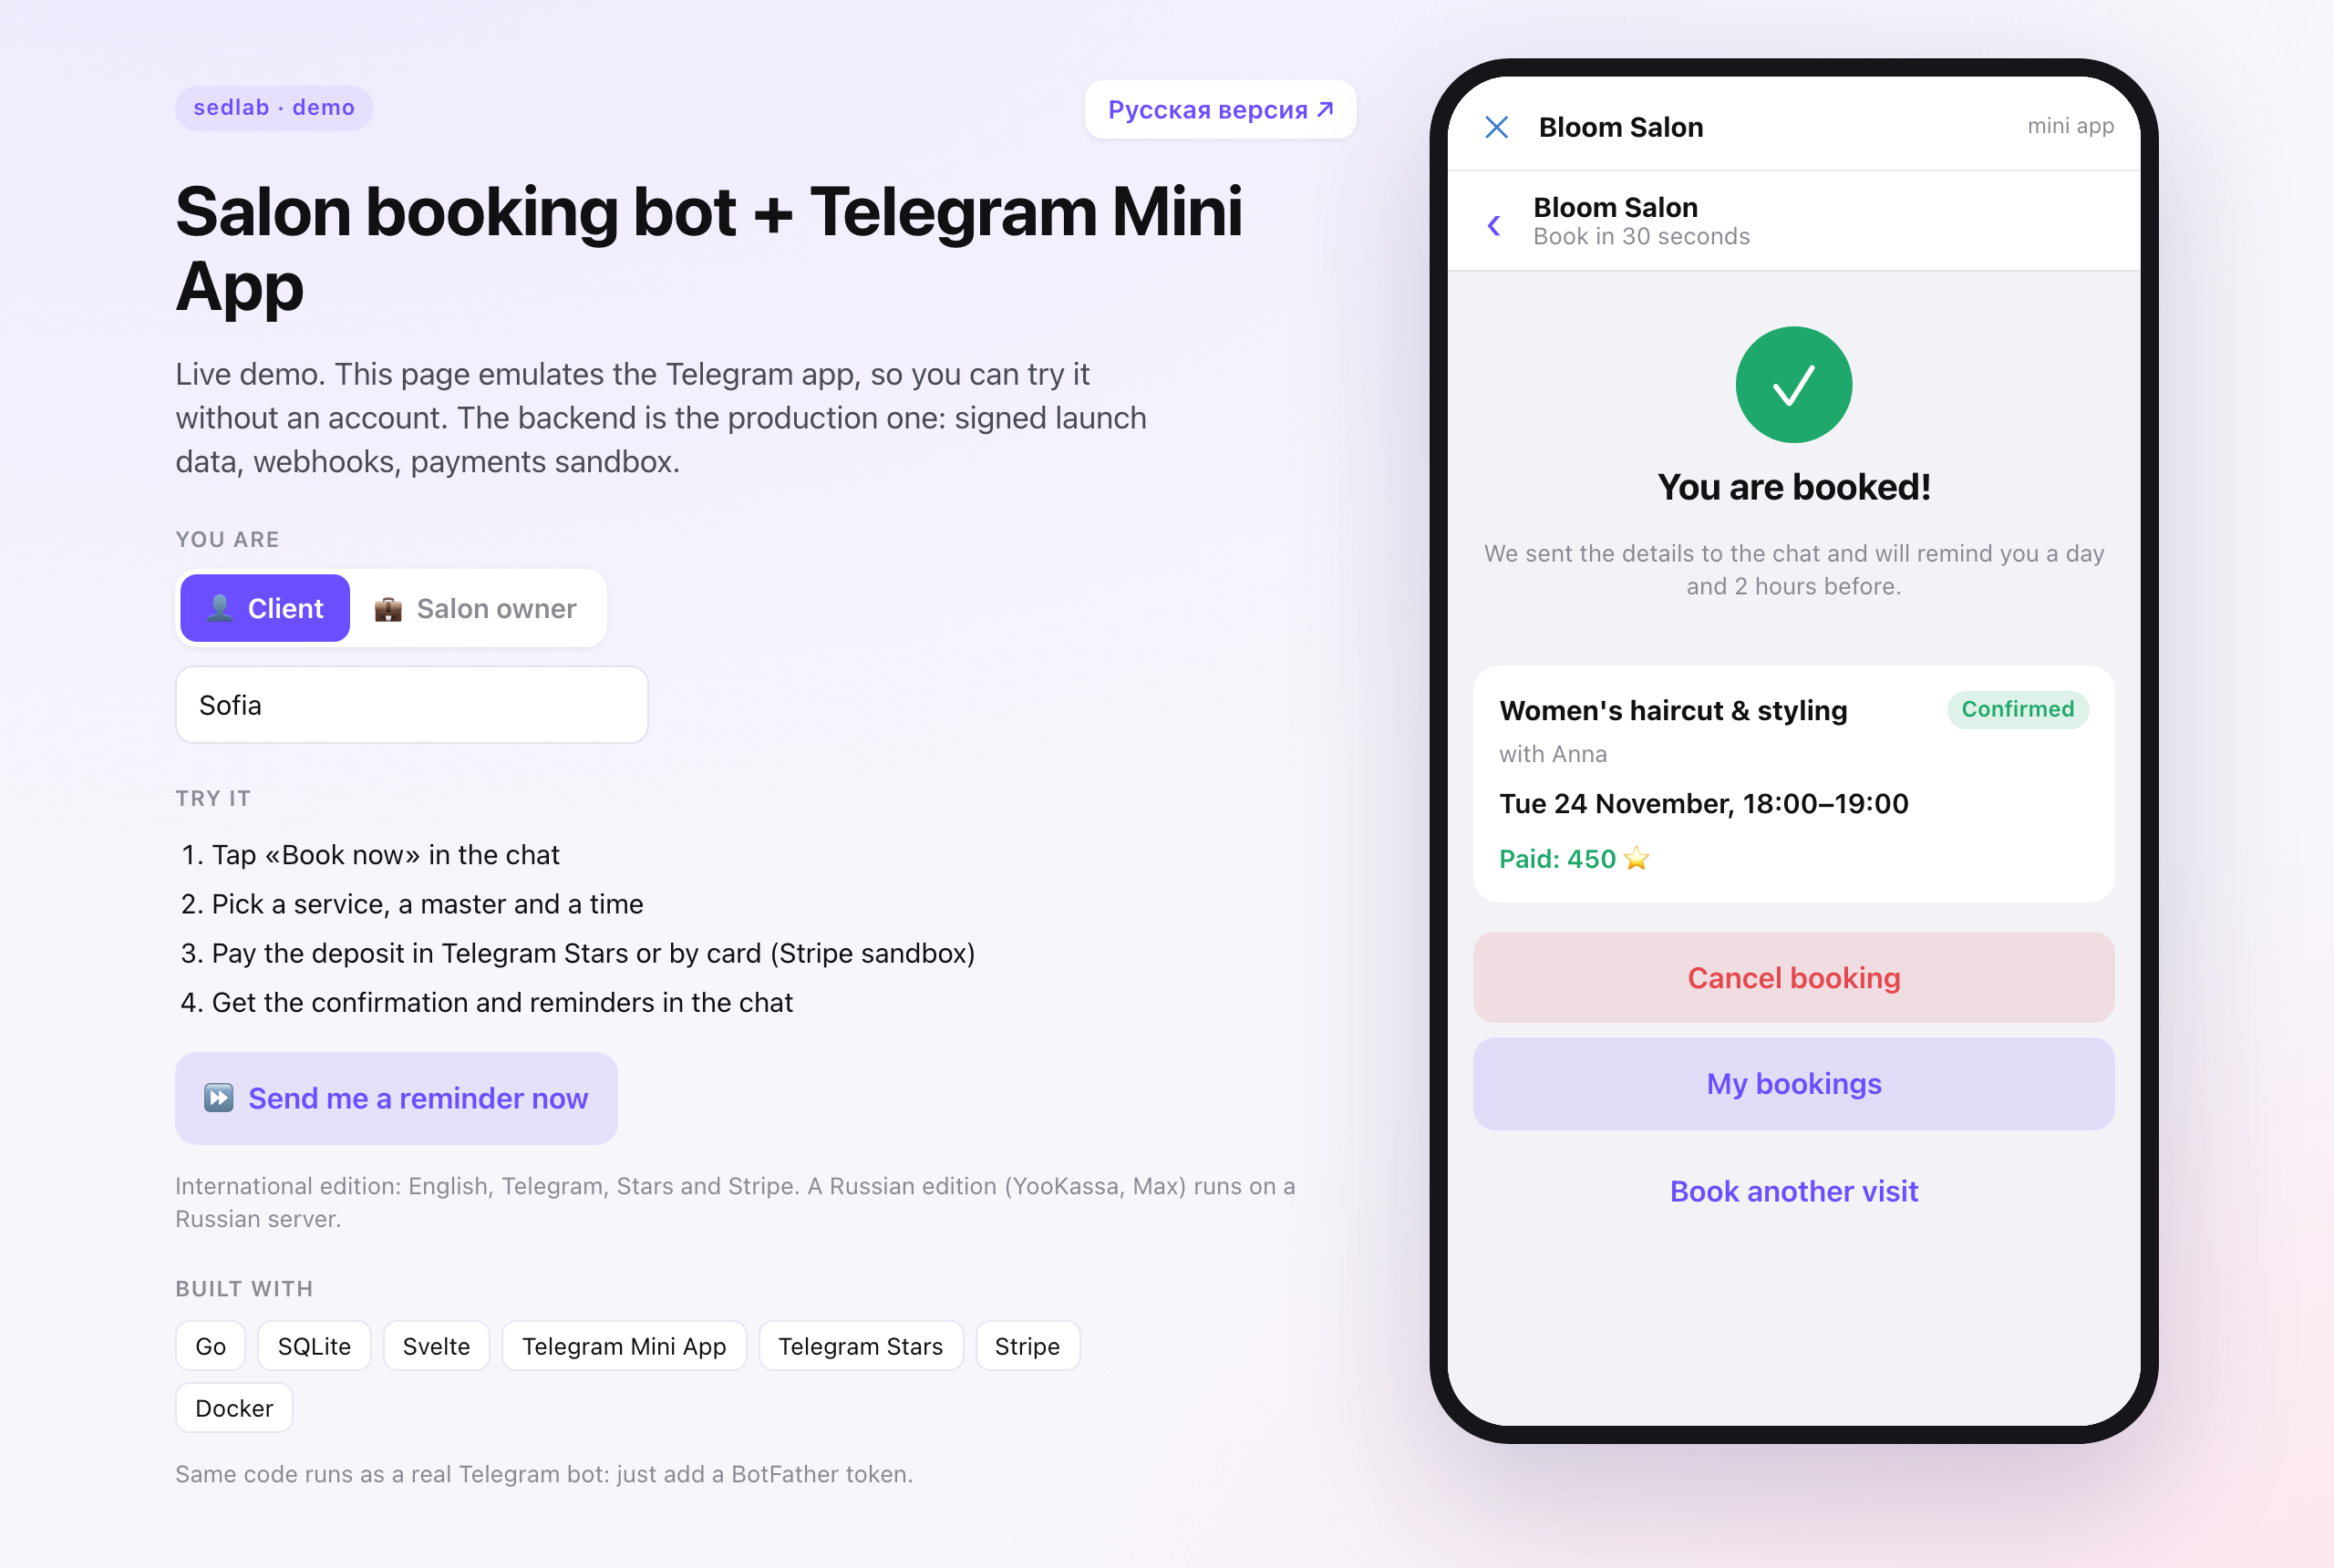 sedlab · demo
Русская версия ↗
Salon booking bot + Telegram Mini
App
Live demo. This page emulates the Telegram app, so you can try it
without an account. The backend is the production one: signed launch
data, webhooks, payments sandbox.
YOU ARE
👤 Client
💼 Salon owner
Sofia
TRY IT
1. Tap «Book now» in the chat
2. Pick a service, a master and a time
3. Pay the deposit in Telegram Stars or by card (Stripe sandbox)
4. Get the confirmation and reminders in the chat
⏩ Send me a reminder now
International edition: English, Telegram, Stars and Stripe. A Russian edition (YooKassa, Max) runs on a
Russian server.
BUILT WITH
Go
SQLite
Svelte
Telegram Mini App
Telegram Stars
Stripe
Docker
Same code runs as a real Telegram bot: just add a BotFather token.
Bloom Salon
mini app
Bloom Salon
Book in 30 seconds
You are booked!
We sent the details to the chat and will remind you a day
and 2 hours before.
Women's haircut & styling
Confirmed
with Anna
Tue 24 November, 18:00–19:00
Paid: 450 ⭐
Cancel booking
My bookings
Book another visit